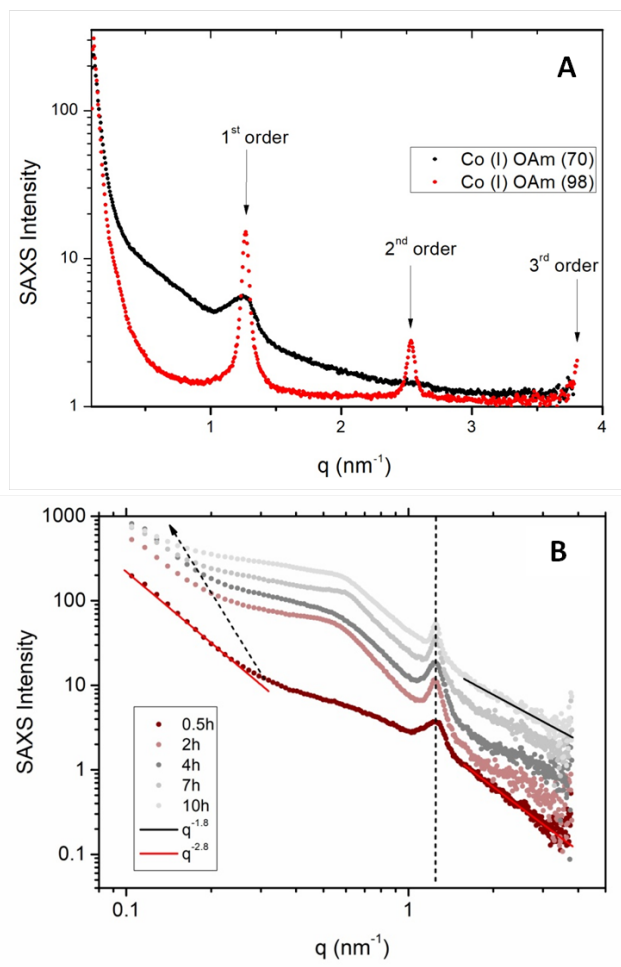 A
1st order
Co (I) OAm (70)
Co (I) OAm (98)
2nd order
3rd order
SAXS Intensity
100
10
1
1
2
3
4
q (nm-1)
B
1000
100
10
1
0.1
SAXS Intensity
0.5h
2h
4h
7h
10h
q-1.8
q-2.8
0.1
1
q (nm-1)